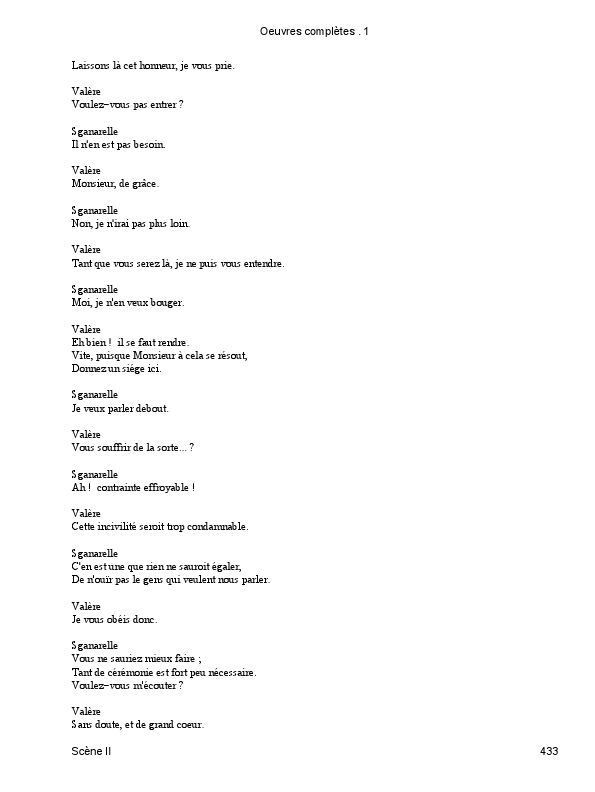 Oeuvres complètes . 1
Laissons là cet honneur, je vous prie.
Valère
Voulez-vous pas entrer ?
Sganarelle
Il n'en est pas besoin.
Valère
Monsieur, de grâce.
Sganarelle
Non, je n'irai pas plus loin.
Valère
Tant que vous serez là, je ne puis vous entendre.
Sganarelle
Moi, je n'en veux bouger.
Valère
Eh bien ! il se faut rendre.
Vite, puisque Monsieur à cela se résout,
Donnez un siége ici.
Sganarelle
Je veux parler debout.
Valère
Vous souffrir de la sorte... ?
Sganarelle
Ah ! contrainte effroyable !
Valère
Cette incivilité seroit trop condamnable.
Sganarelle
C'en est une que rien ne sauroit égaler,
De n'ouïr pas le gens qui veulent nous parler.
Valère
Je vous obéis donc.
Sganarelle
Vous ne sauriez mieux faire ;
Tant de cérémonie est fort peu nécessaire.
Voulez-vous m'écouter ?
Valère
Sans doute, et de grand coeur.
Scène II
433